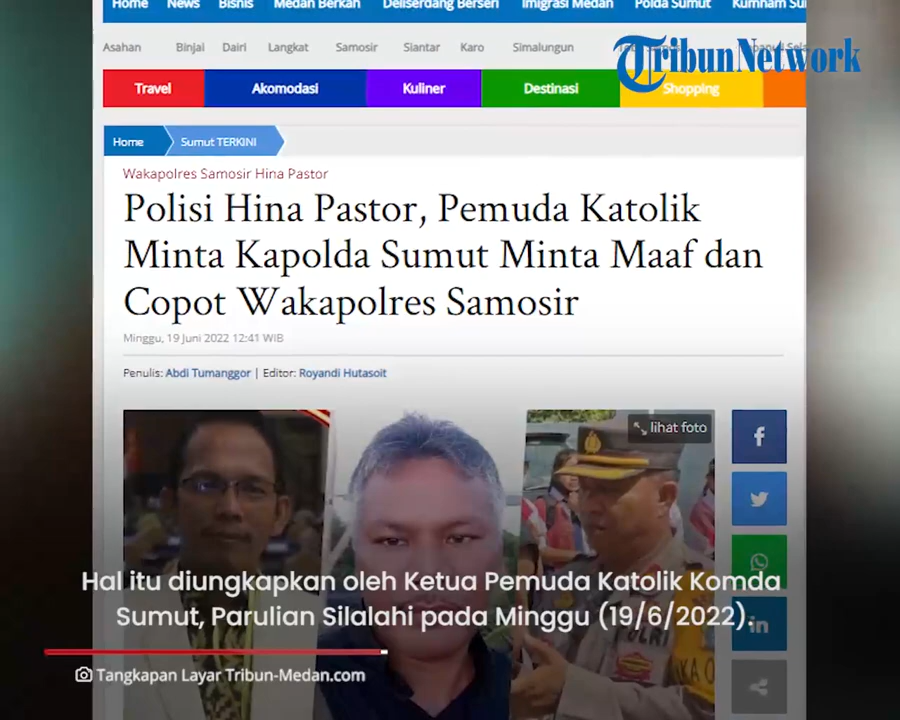 Home News Bisnis Medan Berkah Deliserdang Berseri Imigrasi Medan Polda Sumut Kumham
Asahan Binjai Dairi Langkat Samosir Siantar Karo Simalungun
TribunNetwork
Travel Akomodasi Kuliner Destinasi Shopping
Home Sumut TERKINI
Wakapolres Samosir Hina Pastor
Polisi Hina Pastor, Pemuda Katolik
Minta Kapolda Sumut Minta Maaf dan
Copot Wakapolres Samosir
Minggu, 19 Juni 2022 12:41 WIB
Penulis: Abdi Tumanggor | Editor: Royandi Hutasoit
lihat foto
Hal itu diungkapkan oleh Ketua Pemuda Katolik Komda
Sumut, Parulian Silalahi pada Minggu (19/6/2022).
Tangkapan Layar Tribun-Medan.com